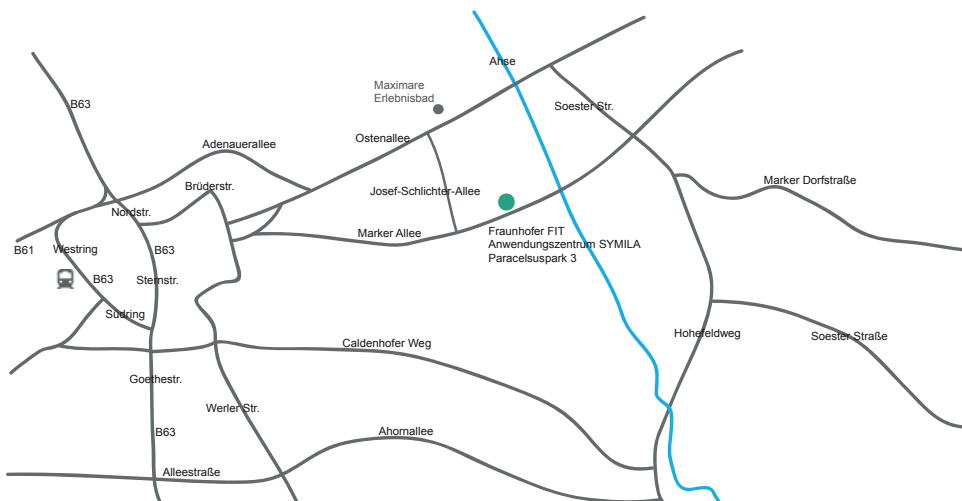 Ahse
Maximare
Erlebnisbad
B63
Soester Str.
Ostenallee
Adenauerallee
Brüderstr.
Josef-Schlichter-Allee
Marker Dorfstraße
Nordstr.
Marker Allee
Fraunhofer FIT
Anwendungszentrum SYMILA
Paracelsuspark 3
B61
Westring
B63
B63
Sternstr.
Südring
Hohefeldweg
Soester Straße
Caldenhofer Weg
Goethestr.
Werler Str.
B63
Ahornallee
Alleestraße